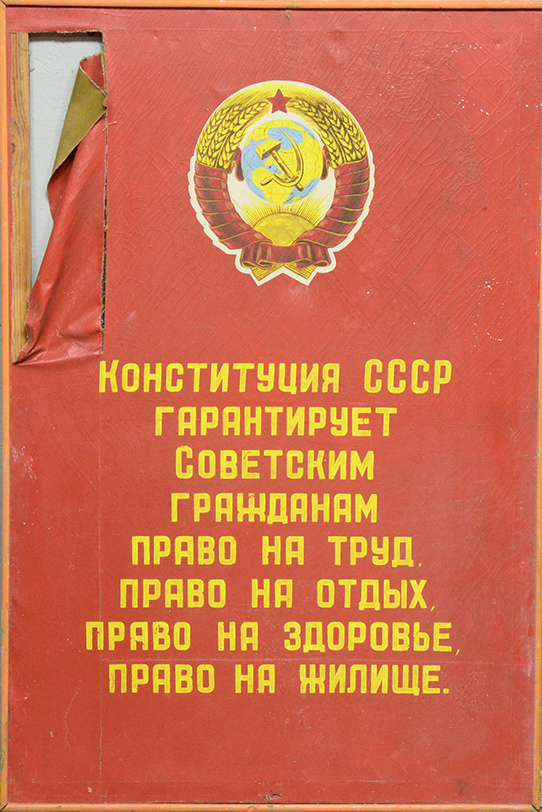 Конституция СССР
гарантирует
Советским
гражданам
право на труд,
право на отдых,
право на здоровье,
право на жилище.